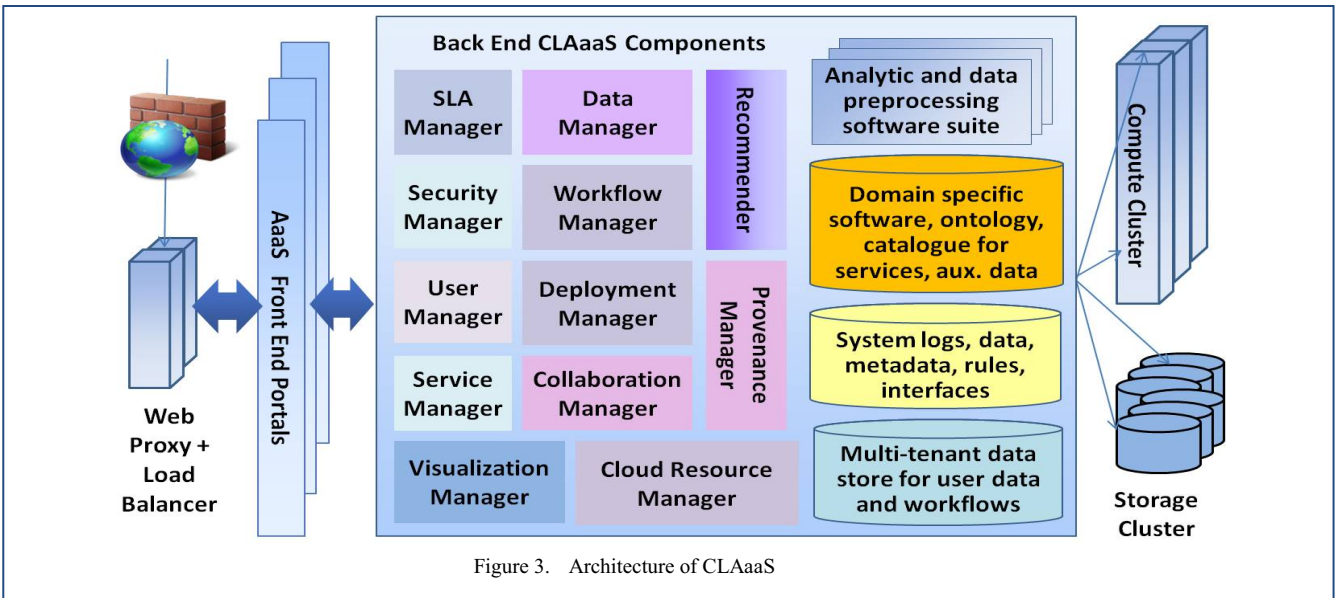 Back End CLAaaS Components
SLA
Manager
Data
Manager
Recommender
Security
Manager
Workflow
Manager
User
Manager
Deployment
Manager
Provenance
Manager
Service
Manager
Collaboration
Manager
Visualization
Manager
Cloud Resource
Manager
Analytic and data
preprocessing
software suite
Domain specific
software, ontology,
catalogue for
services, aux. data
System logs, data,
metadata, rules,
interfaces
Multi-tenant data
store for user data
and workflows
AaaS Front End Portals
Web
Proxy +
Load
Balancer
Compute Cluster
Storage
Cluster
Figure 3. Architecture of CLAaaS